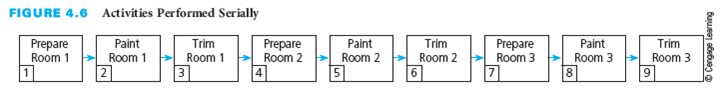 FIGURE 4.6 Activities Performed Serially
Prepare
Room 1
1
Paint
Room 1
2
Trim
Room 1
3
Prepare
Room 2
4
Paint
Room 2
5
Trim
Room 2
6
Prepare
Room 3
7
Paint
Room 3
8
Trim
Room 3
9
© Cengage Learning